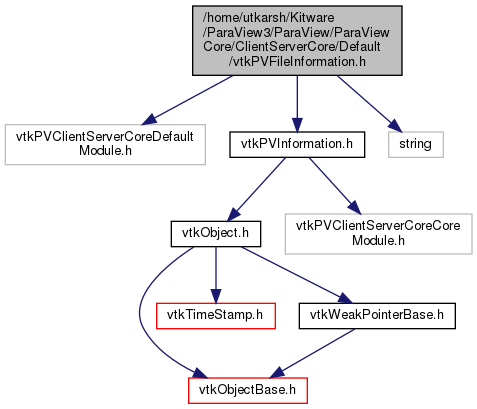 /home/utkarsh/Kitware
/ParaView3/ParaView/ParaView
Core/ClientServerCore/Default
/vtkPVFileInformation.h
vtkPVClientServerCoreDefault
Module.h
vtkPVInformation.h
string
vtkObject.h
vtkPVClientServerCoreCore
Module.h
vtkTimeStamp.h
vtkWeakPointerBase.h
vtkObjectBase.h